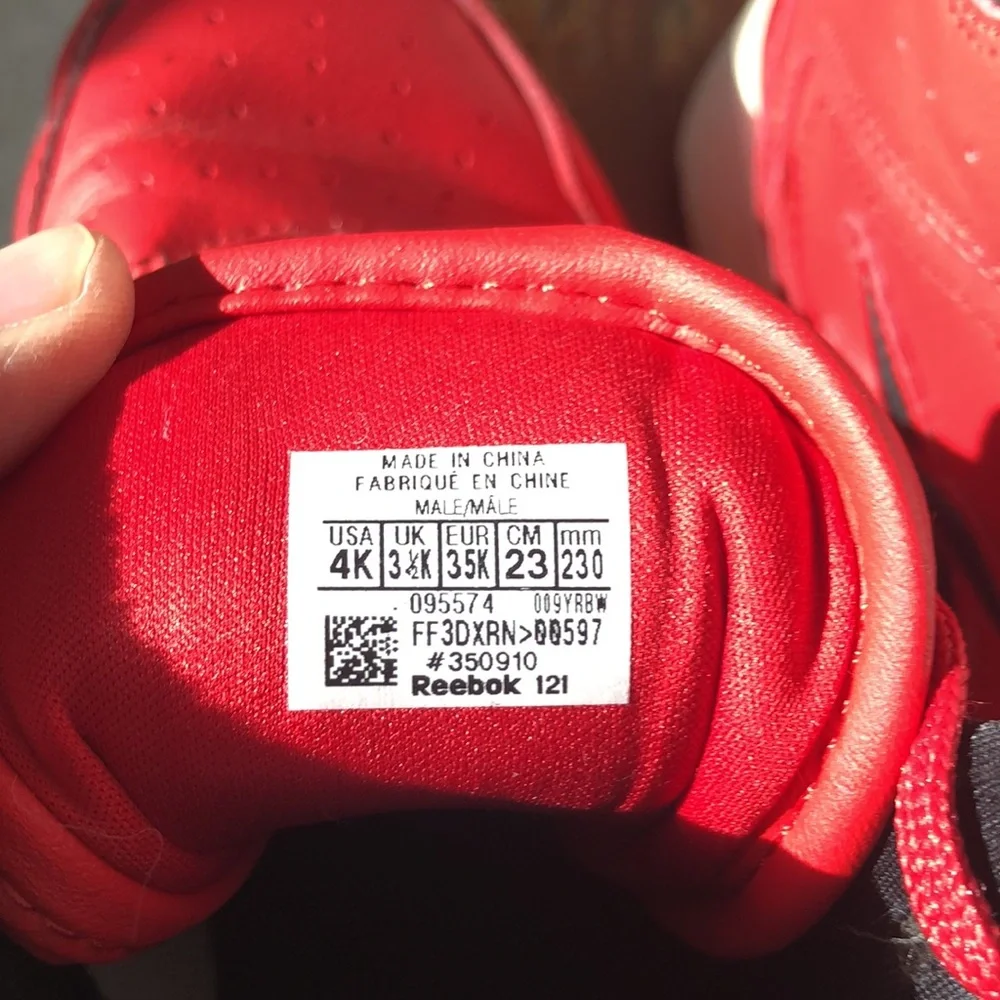 MADE IN CHINA
FABRIQUÉ EN CHINE
MALE/MÂLE
USA UK EUR CM mm
4K 3½K 35K 23 230
095574 009YRBW
FF3DXRN>00597
#350910
Reebok 121